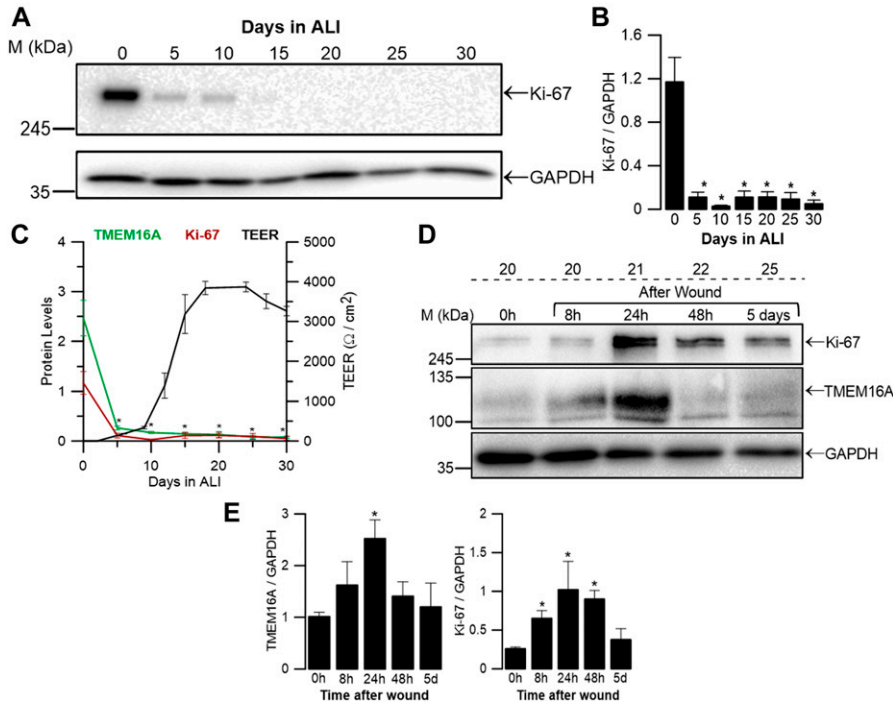 A
Days in ALI
M (kDa)
0 5 10 15 20 25 30
←Ki-67
245
←GAPDH
35
B
Ki-67 / GAPDH
1.6
1.2
0.8
0.4
0
* * * * * *
0 5 10 15 20 25 30
Days in ALI
C
TMEM16A Ki-67 TEER
Protein Levels
4
3
2
1
0
5000
4000
3000
2000
1000
0
TEER (Ω / cm2)
* * * * * *
0 10 20 30
Days in ALI
D
20 20 21 22 25
After Wound
M (kDa) 0h 8h 24h 48h 5 days
←Ki-67
245
135
←TMEM16A
100
←GAPDH
35
E
TMEM16A / GAPDH
3
2
1
0
*
0h 8h 24h 48h 5d
Time after wound
Ki-67 / GAPDH
2
1.5
1
0.5
0
* * *
0h 8h 24h 48h 5d
Time after wound